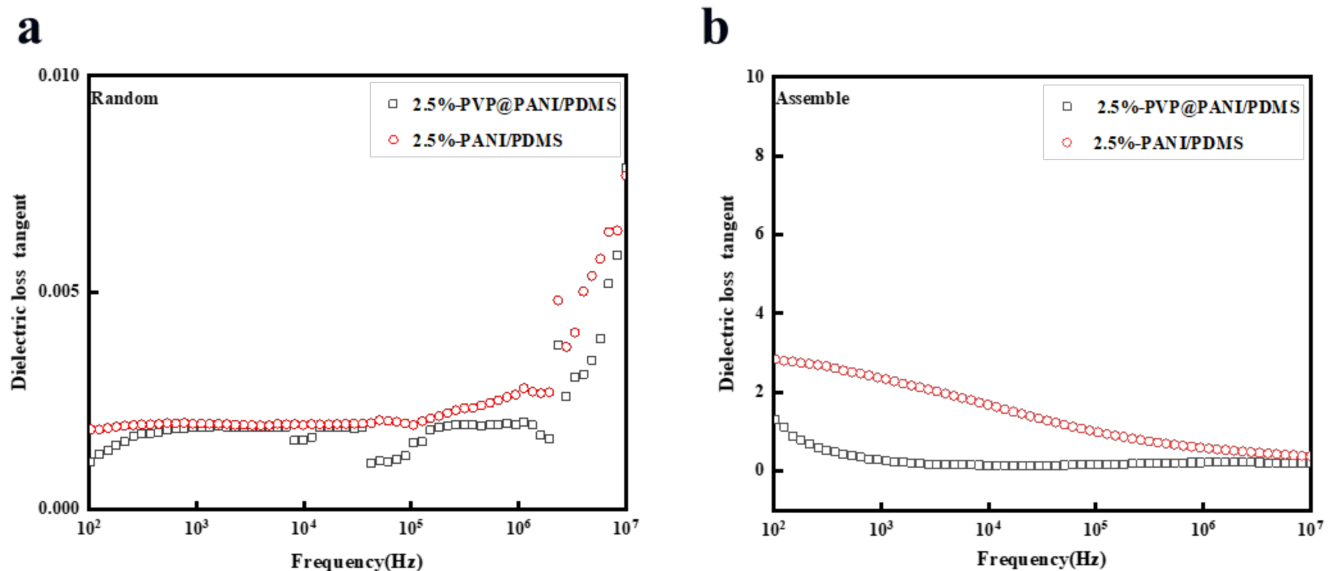 a
0.010
Random
2.5%-PVP@PANI/PDMS
2.5%-PANI/PDMS
Dielectric loss tangent
0.005
0.000
10²
10³
10⁴
10⁵
10⁶
10⁷
Frequency(Hz)
b
10
Assemble
2.5%-PVP@PANI/PDMS
2.5%-PANI/PDMS
8
6
Dielectric loss tangent
4
2
0
10²
10³
10⁴
10⁵
10⁶
10⁷
Frequency(Hz)